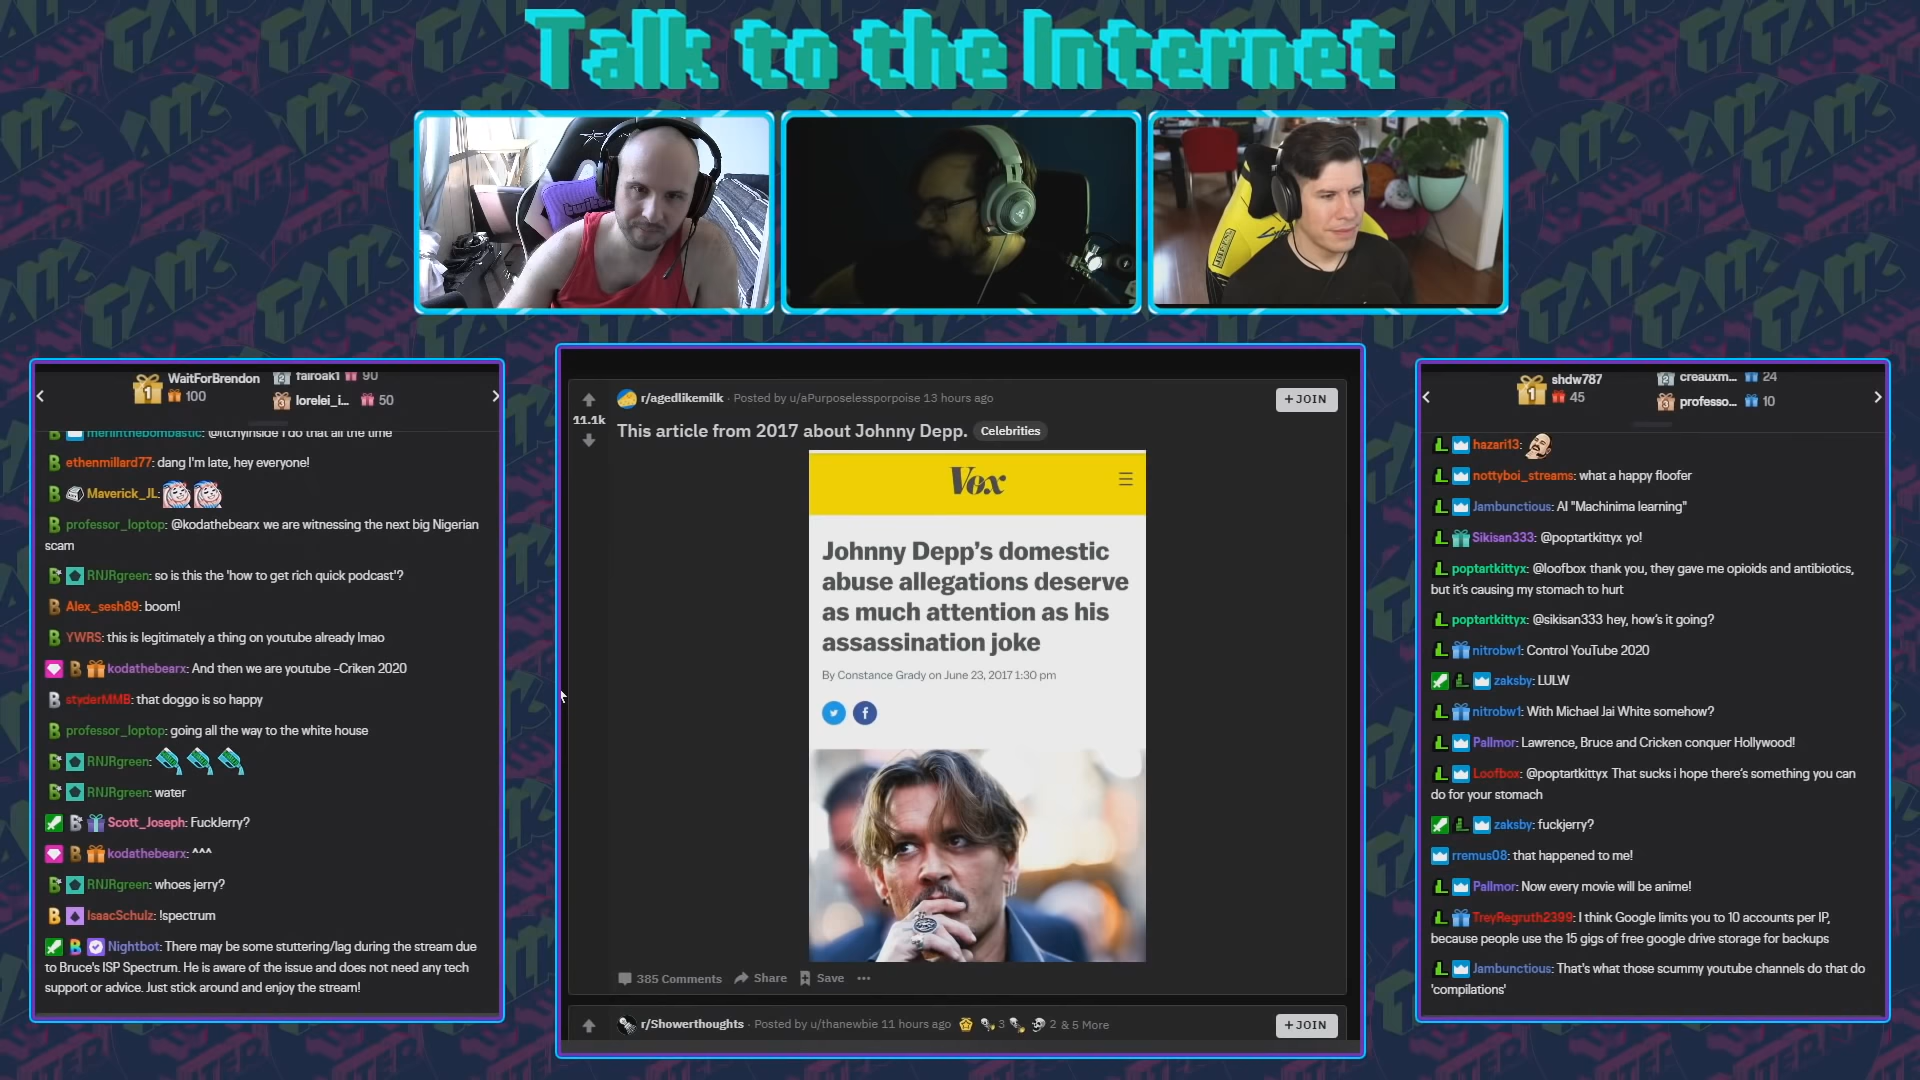 Talk to the Internet
WaitForBrendon
100
fairoak1 90
lorelei_i... 50
merlinthebombastic: @itchyinside I do that all the time
ethenmillard77: dang I'm late, hey everyone!
Maverick_JL:
professor_loptop: @kodathebearx we are witnessing the next big Nigerian
scam
RNJRgreen: so is this the 'how to get rich quick podcast'?
Alex_sesh89: boom!
YWRS: this is legitimately a thing on youtube already lmao
kodathebearx: And then we are youtube -Criken 2020
styderMMB: that doggo is so happy
professor_loptop: going all the way to the white house
RNJRgreen:
RNJRgreen: water
Scott_Joseph: FuckJerry?
kodathebearx: ^^^
RNJRgreen: whoes jerry?
IsaacSchulz: !spectrum
Nightbot: There may be some stuttering/lag during the stream due
to Bruce's ISP Spectrum. He is aware of the issue and does not need any tech
support or advice. Just stick around and enjoy the stream!
11.1k
r/agedlikemilk · Posted by u/aPurposelessporpoise 13 hours ago
+ JOIN
This article from 2017 about Johnny Depp. Celebrities
Vox
Johnny Depp's domestic
abuse allegations deserve
as much attention as his
assassination joke
By Constance Grady on June 23, 2017 1:30 pm
385 Comments Share Save ...
r/Showerthoughts · Posted by u/thanewbie 11 hours ago 3 2 & 5 More
+ JOIN
shdw787
45
creauxm... 24
professo... 10
hazari13:
nottyboi_streams: what a happy floofer
Jambunctious: AI "Machinima learning"
Sikisan333: @poptartkittyx yo!
poptartkittyx: @loofbox thank you, they gave me opioids and antibiotics,
but it's causing my stomach to hurt
poptartkittyx: @sikisan333 hey, how's it going?
nitrobw1: Control YouTube 2020
zaksby: LULW
nitrobw1: With Michael Jai White somehow?
Pallmor: Lawrence, Bruce and Cricken conquer Hollywood!
Loofbox: @poptartkittyx That sucks i hope there's something you can
do for your stomach
zaksby: fuckjerry?
rremus08: that happened to me!
Pallmor: Now every movie will be anime!
TreyRegruth2399: I think Google limits you to 10 accounts per IP,
because people use the 15 gigs of free google drive storage for backups
Jambunctious: That's what those scummy youtube channels do that do
'compilations'